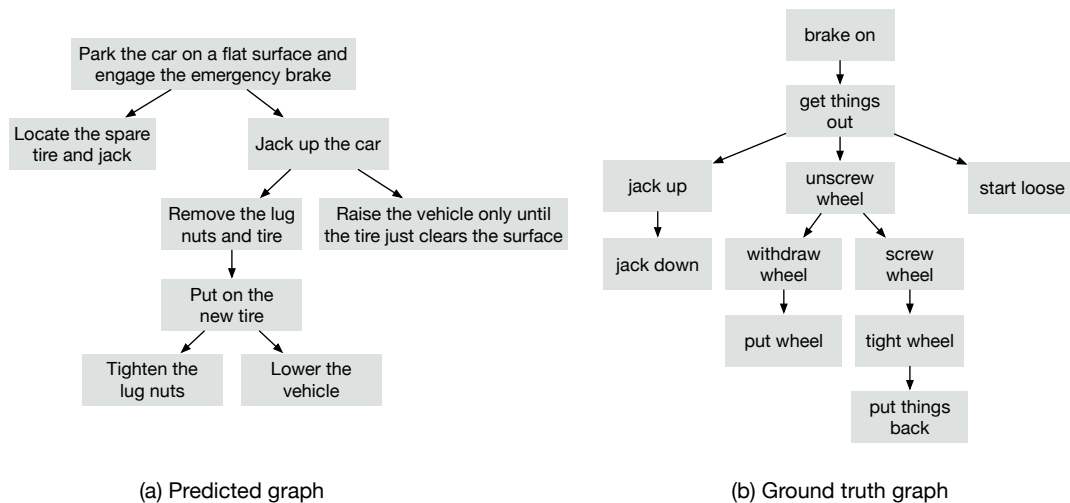 Park the car on a flat surface and
engage the emergency brake
Locate the spare
tire and jack
Jack up the car
Remove the lug
nuts and tire
Raise the vehicle only until
the tire just clears the surface
Put on the
new tire
Tighten the
lug nuts
Lower the
vehicle
(a) Predicted graph
brake on
get things
out
jack up
unscrew
wheel
start loose
jack down
withdraw
wheel
screw
wheel
put wheel
tight wheel
put things
back
(b) Ground truth graph